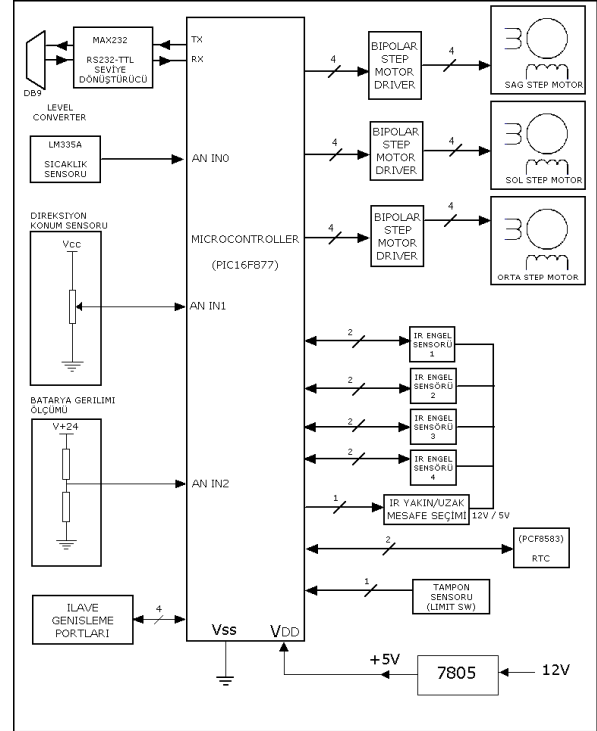 MAX232
RS232-TTL
SEVİYE
DÖNÜŞTÜRÜCÜ
DB9
LEVEL
CONVERTER
TX
RX
LM335A
SICAKLIK
SENSORU
AN IN0
DIREKSIYON
KONUM SENSORU
Vcc
AN IN1
BATARYA GERILIMI
ÖLÇÜMÜ
V+24
AN IN2
ILAVE
GENISLEME
PORTLARI
4
MICROCONTROLLER
(PIC16F877)
Vss
VDD
4
BIPOLAR
STEP
MOTOR
DRIVER
4
SAG STEP MOTOR
4
BIPOLAR
STEP
MOTOR
DRIVER
4
SOL STEP MOTOR
4
BIPOLAR
STEP
MOTOR
DRIVER
4
ORTA STEP MOTOR
2
IR ENGEL
SENSORÜ
1
2
IR ENGEL
SENSÖRÜ
2
2
IR ENGEL
SENSÖRÜ
3
2
IR ENGEL
SENSÖRÜ
4
1
IR YAKIN/UZAK
MESAFE SEÇİMİ
12V / 5V
2
(PCF8583)
RTC
1
TAMPON
SENSORU
(LIMIT SW)
+5V
7805
12V